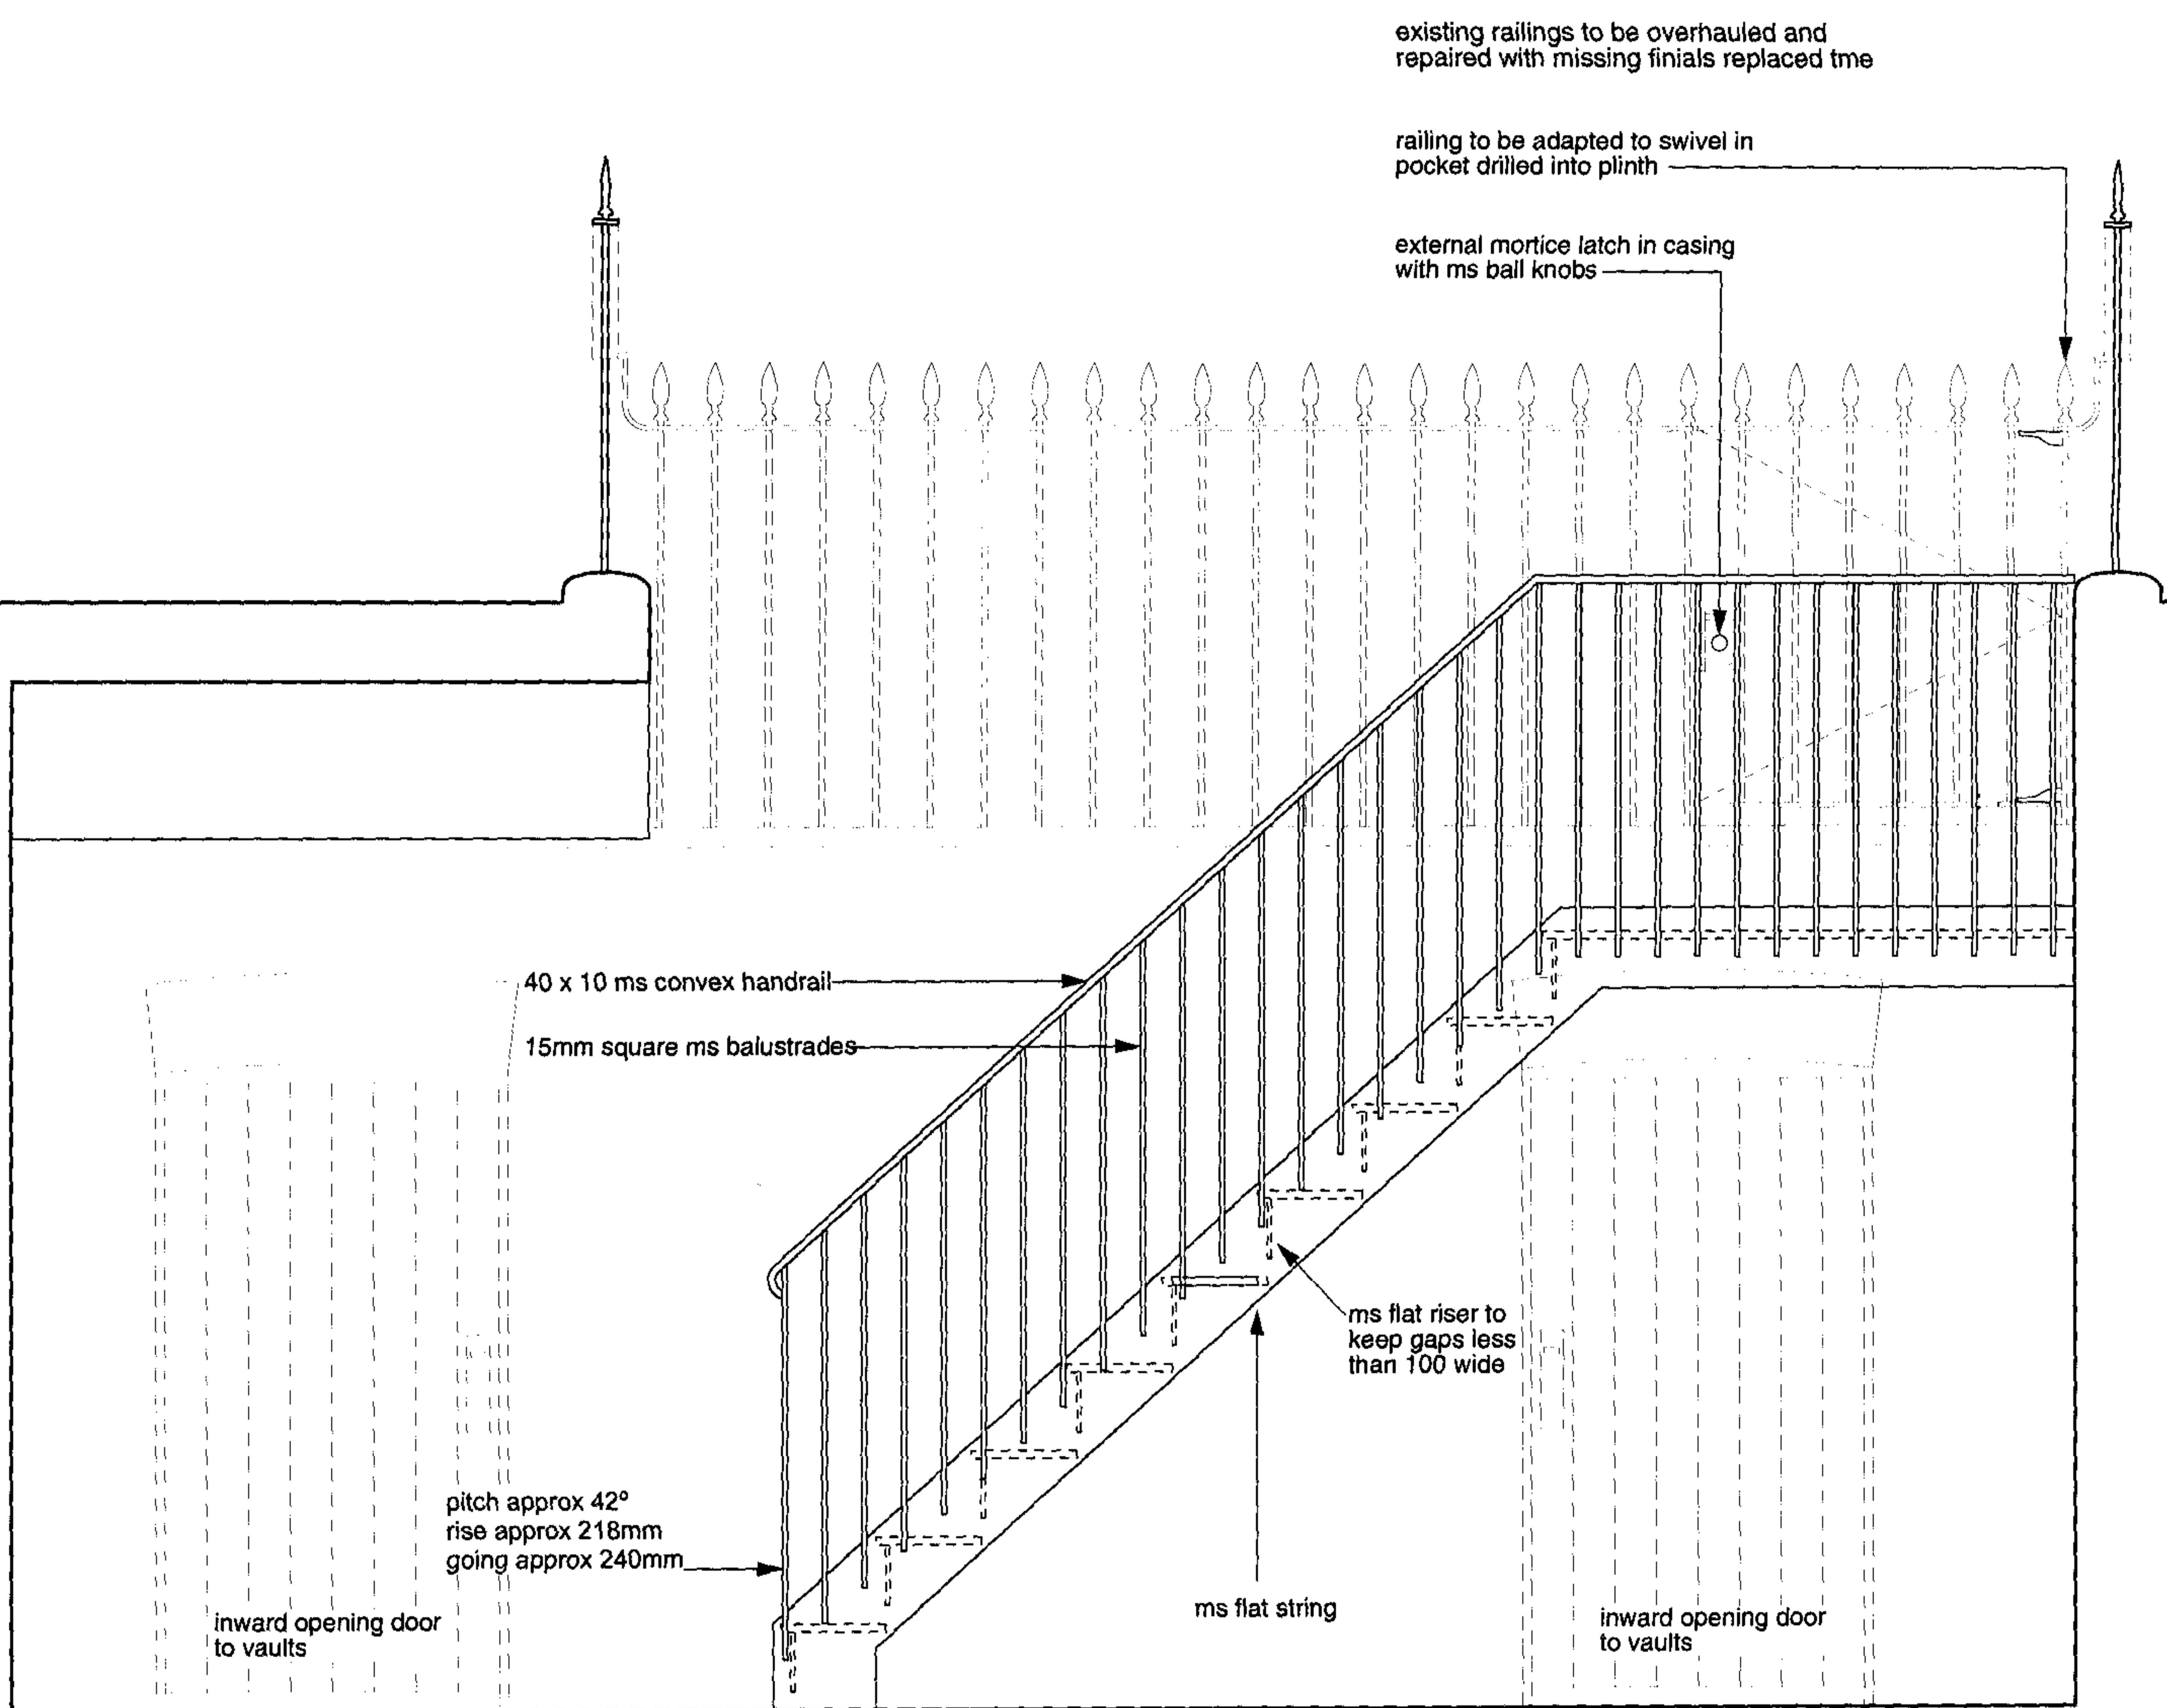 existing railings to be overhauled and
repaired with missing finials replaced tme
railing to be adapted to swivel in
pocket drilled into plinth
external mortice latch in casing
with ms ball knobs
40 x 10 ms convex handrail
15mm square ms balustrades
ms flat riser to
keep gaps less
than 100 wide
pitch approx 42º
rise approx 218mm
going approx 240mm
inward opening door
to vaults
ms flat string
inward opening door
to vaults